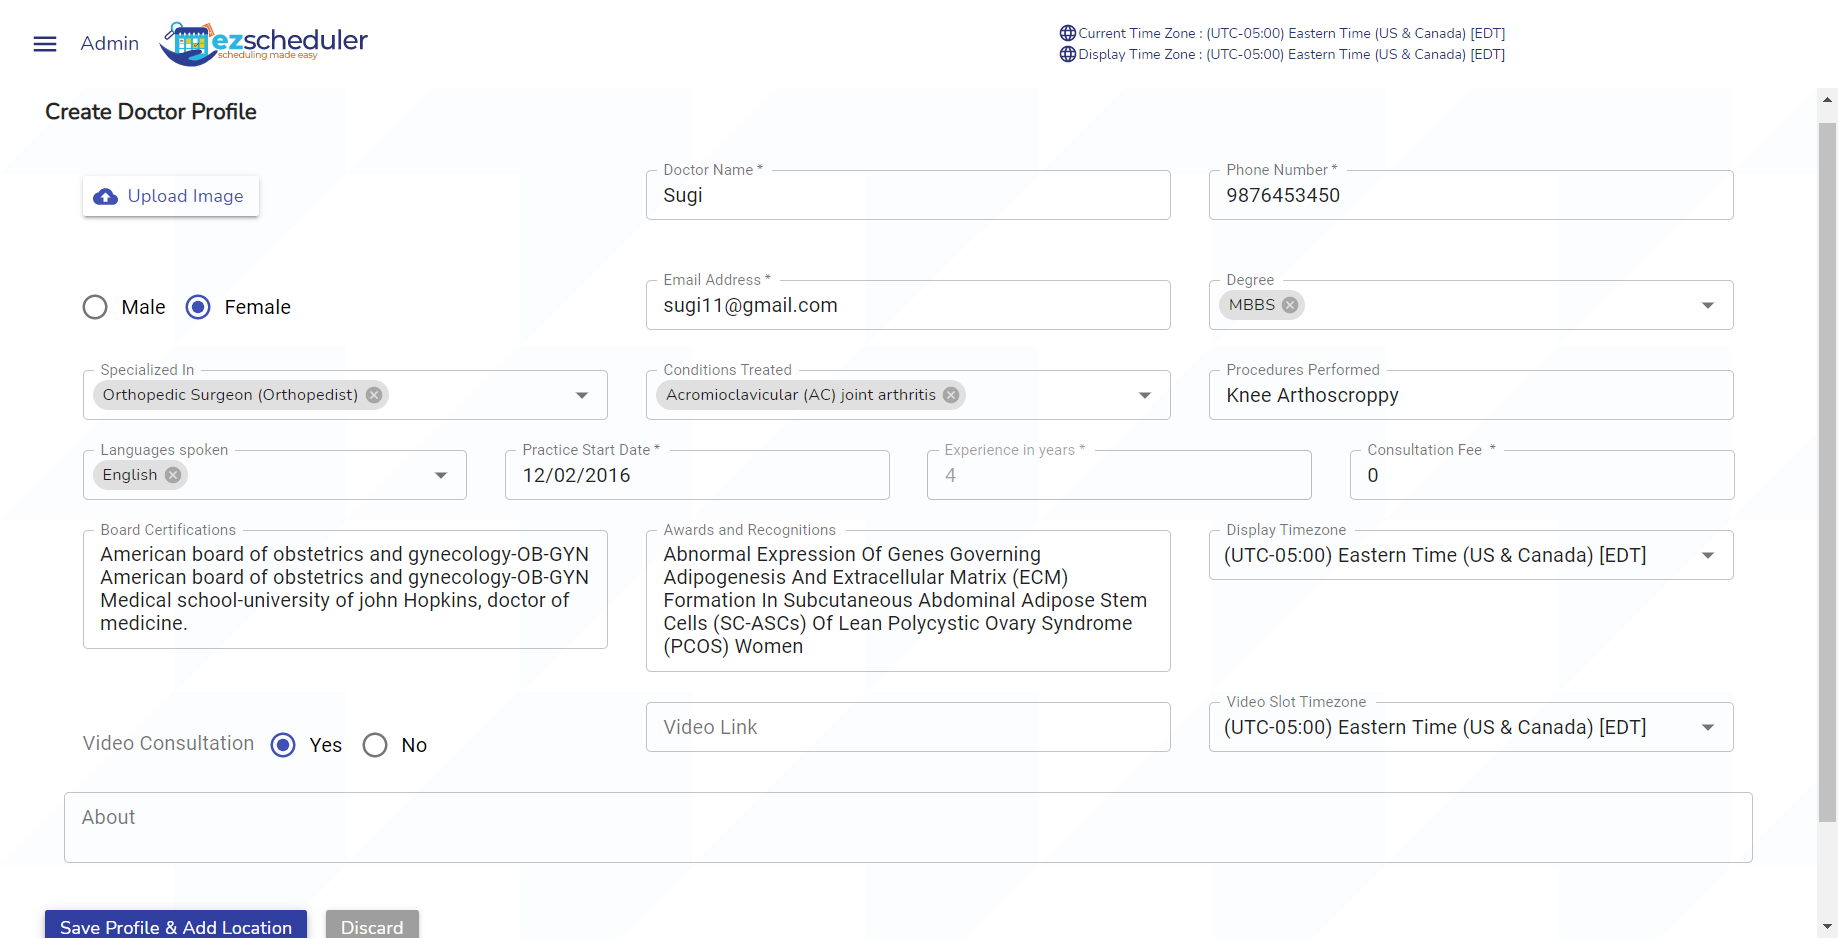 Admin
ezscheduler
scheduling made easy
Current Time Zone : (UTC-05:00) Eastern Time (US & Canada) [EDT]
Display Time Zone : (UTC-05:00) Eastern Time (US & Canada) [EDT]
Create Doctor Profile
Upload Image
Doctor Name *
Sugi
Phone Number *
9876453450
Male
Female
Email Address *
sugi11@gmail.com
Degree
MBBS
Specialized In
Orthopedic Surgeon (Orthopedist)
Conditions Treated
Acromioclavicular (AC) joint arthritis
Procedures Performed
Knee Arthoscroppy
Languages spoken
English
Practice Start Date *
12/02/2016
Experience in years *
4
Consultation Fee *
0
Board Certifications
American board of obstetrics and gynecology-OB-GYN
American board of obstetrics and gynecology-OB-GYN
Medical school-university of john Hopkins, doctor of
medicine.
Awards and Recognitions
Abnormal Expression Of Genes Governing
Adipogenesis And Extracellular Matrix (ECM)
Formation In Subcutaneous Abdominal Adipose Stem
Cells (SC-ASCs) Of Lean Polycystic Ovary Syndrome
(PCOS) Women
Display Timezone
(UTC-05:00) Eastern Time (US & Canada) [EDT]
Video Consultation
Yes
No
Video Link
Video Slot Timezone
(UTC-05:00) Eastern Time (US & Canada) [EDT]
About
Save Profile & Add Location
Discard